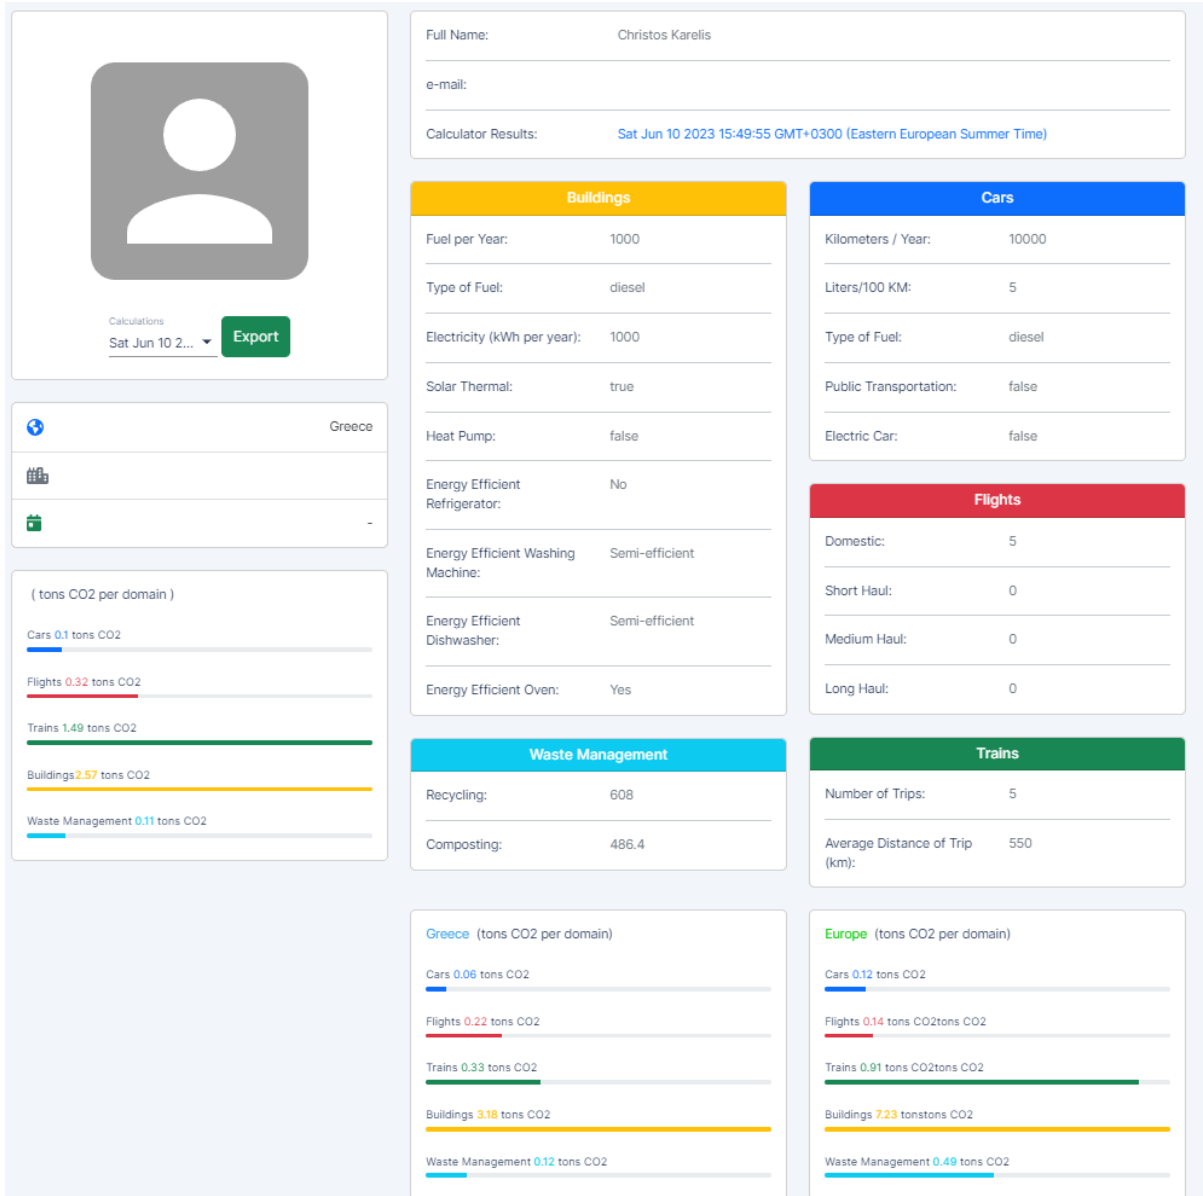 Calculations
Sat Jun 10 2...
Export
Greece
-
( tons CO2 per domain )
Cars 0.1 tons CO2
Flights 0.32 tons CO2
Trains 1.49 tons CO2
Buildings2.57 tons CO2
Waste Management 0.11 tons CO2
Full Name: Christos Karelis
e-mail:
Calculator Results: Sat Jun 10 2023 15:49:55 GMT+0300 (Eastern European Summer Time)
Buildings
Fuel per Year: 1000
Type of Fuel: diesel
Electricity (kWh per year): 1000
Solar Thermal: true
Heat Pump: false
Energy Efficient No
Refrigerator:
Energy Efficient Washing Semi-efficient
Machine:
Energy Efficient Semi-efficient
Dishwasher:
Energy Efficient Oven: Yes
Cars
Kilometers / Year: 10000
Liters/100 KM: 5
Type of Fuel: diesel
Public Transportation: false
Electric Car: false
Flights
Domestic: 5
Short Haul: 0
Medium Haul: 0
Long Haul: 0
Waste Management
Recycling: 608
Composting: 486.4
Trains
Number of Trips: 5
Average Distance of Trip 550
(km):
Greece (tons CO2 per domain)
Cars 0.06 tons CO2
Flights 0.22 tons CO2
Trains 0.33 tons CO2
Buildings 3.18 tons CO2
Waste Management 0.12 tons CO2
Europe (tons CO2 per domain)
Cars 0.12 tons CO2
Flights 0.14 tons CO2tons CO2
Trains 0.91 tons CO2tons CO2
Buildings 7.23 tonstons CO2
Waste Management 0.49 tons CO2